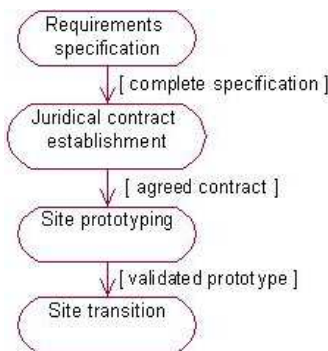 Requirements
specification
[ complete specification ]
Juridical contract
establishment
[ agreed contract ]
Site prototyping
[ validated prototype ]
Site transition